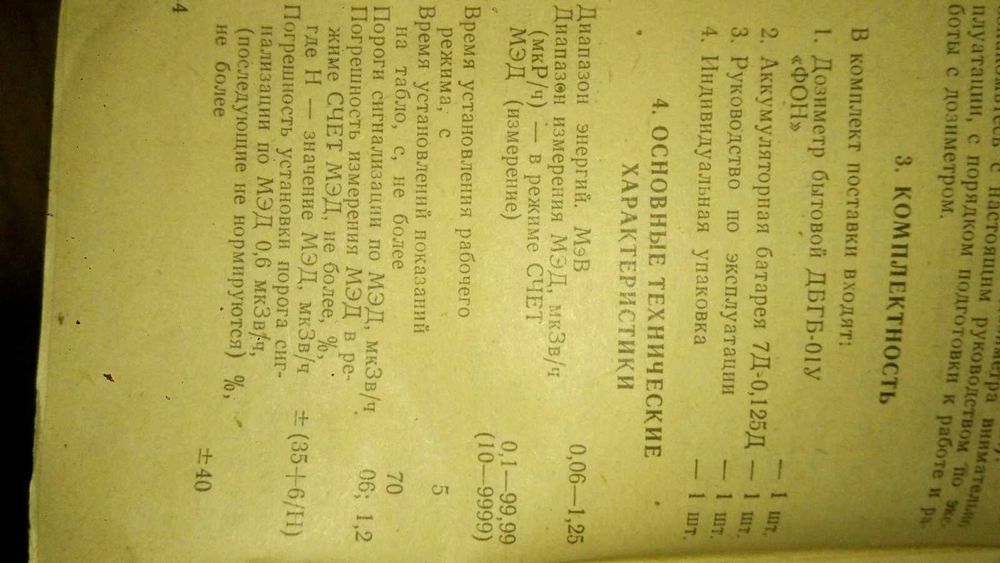 с настоящим руководством по экс-
плуатации, с порядком подготовки к работе и ра-
боты с дозиметром.
3. КОМПЛЕКТНОСТЬ
В комплект поставки входят:
1. Дозиметр бытовой ДБГБ-01У «ФОН» — 1 шт.
2. Аккумуляторная батарея 7Д-0,125Д — 1 шт.
3. Руководство по эксплуатации — 1 шт.
4. Индивидуальная упаковка — 1 шт.
4. ОСНОВНЫЕ ТЕХНИЧЕСКИЕ
ХАРАКТЕРИСТИКИ
Диапазон энергий. МэВ 0,06—1,25
Диапазон измерения МЭД, мкЗв/ч 0,1—99,99
(мкР/ч) — в режиме СЧЕТ (10—9999)
МЭД (измерение)
Время установления рабочего
режима, с 5
Время установлений показаний
на табло, с, не более 70
Пороги сигнализации по МЭД, мкЗв/ч 06; 1,2
Погрешность измерения МЭД в ре-
жиме СЧЕТ МЭД, не более, %,
где Н — значение МЭД, мкЗв/ч ± (35+6/Н)
Погрешность установки порога сиг-
нализации по МЭД 0,6 мкЗв/ч,
(последующие не нормируются) %,
не более ±40
4